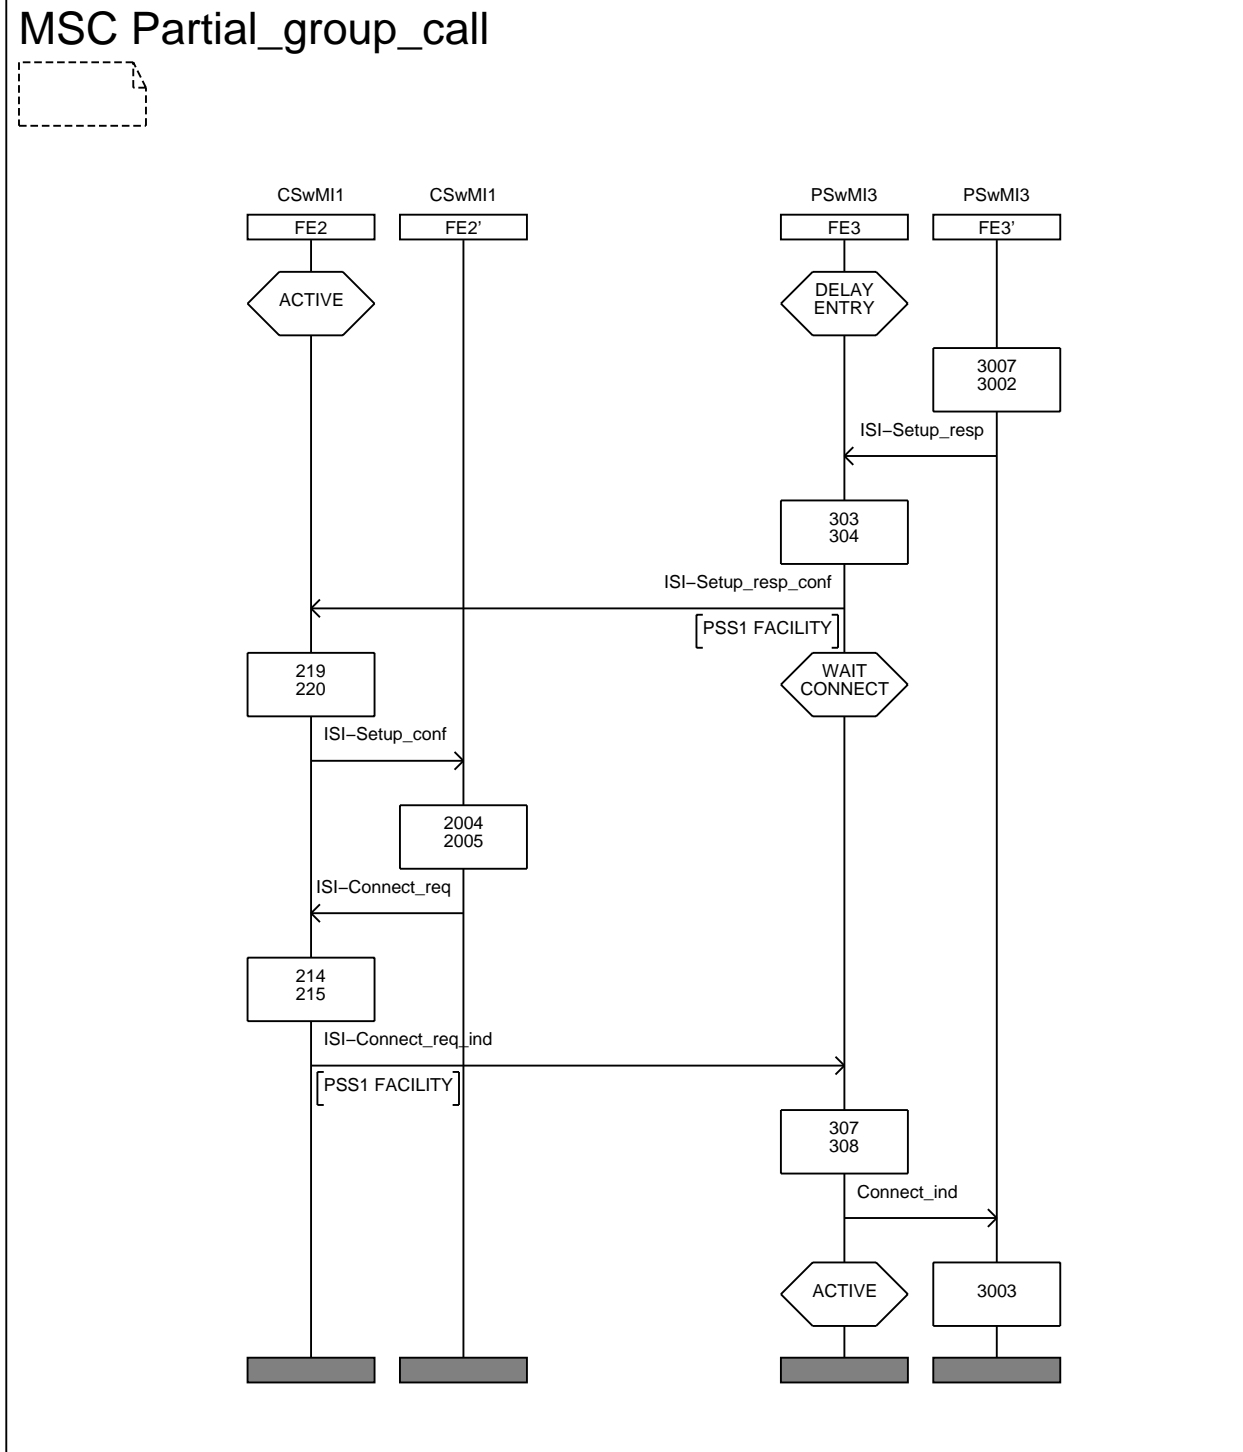 MSC Partial_group_call
CSwMI1 CSwMI1 PSwMI3 PSwMI3
FE2 FE2' FE3 FE3'
ACTIVE
DELAY
ENTRY
3007
3002
ISI–Setup_resp
303
304
ISI–Setup_resp_conf
PSS1 FACILITY
219
220
WAIT
CONNECT
ISI–Setup_conf
2004
2005
ISI–Connect_req
214
215
ISI–Connect_req_ind
PSS1 FACILITY
307
308
Connect_ind
ACTIVE 3003